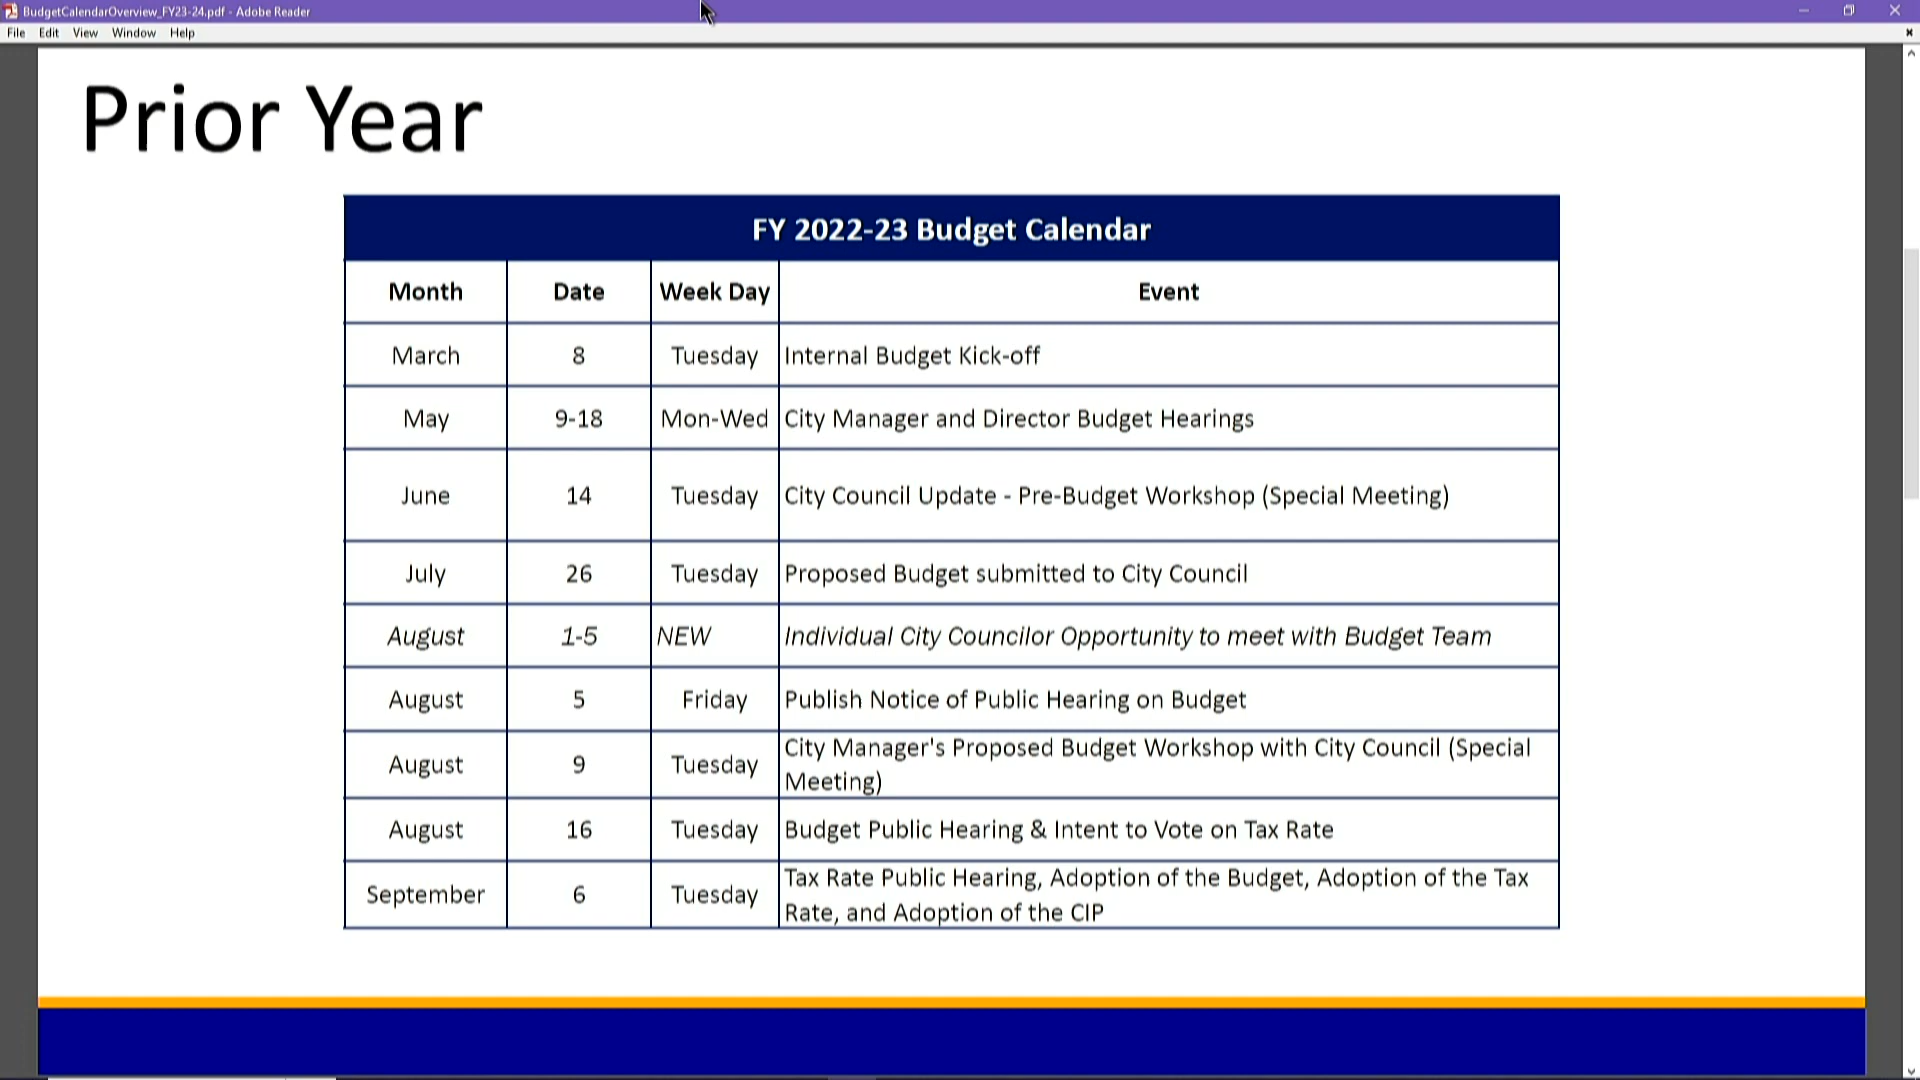 BudgetCalendarOverview_FY23-24.pdf - Adobe Reader
File Edit View Window Help
Prior Year
FY 2022-23 Budget Calendar
Month Date Week Day Event
March 8 Tuesday Internal Budget Kick-off
May 9-18 Mon-Wed City Manager and Director Budget Hearings
June 14 Tuesday City Council Update - Pre-Budget Workshop (Special Meeting)
July 26 Tuesday Proposed Budget submitted to City Council
August 1-5 NEW Individual City Councilor Opportunity to meet with Budget Team
August 5 Friday Publish Notice of Public Hearing on Budget
August 9 Tuesday City Manager's Proposed Budget Workshop with City Council (Special
Meeting)
August 16 Tuesday Budget Public Hearing & Intent to Vote on Tax Rate
September 6 Tuesday Tax Rate Public Hearing, Adoption of the Budget, Adoption of the Tax
Rate, and Adoption of the CIP